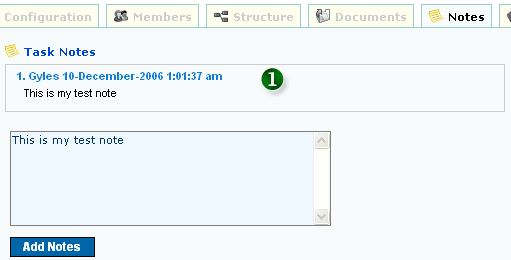 Configuration Members Structure Documents Notes
Task Notes
1. Gyles 10-December-2006 1:01:37 am
1
This is my test note
This is my test note
Add Notes